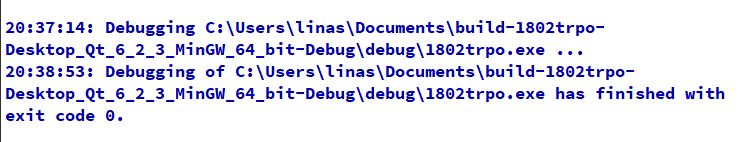 20:37:14: Debugging C:\Users\linas\Documents\build-1802trpo-
Desktop_Qt_6_2_3_MinGW_64_bit-Debug\debug\1802trpo.exe ...
20:38:53: Debugging of C:\Users\linas\Documents\build-1802trpo-
Desktop_Qt_6_2_3_MinGW_64_bit-Debug\debug\1802trpo.exe has finished with
exit code 0.